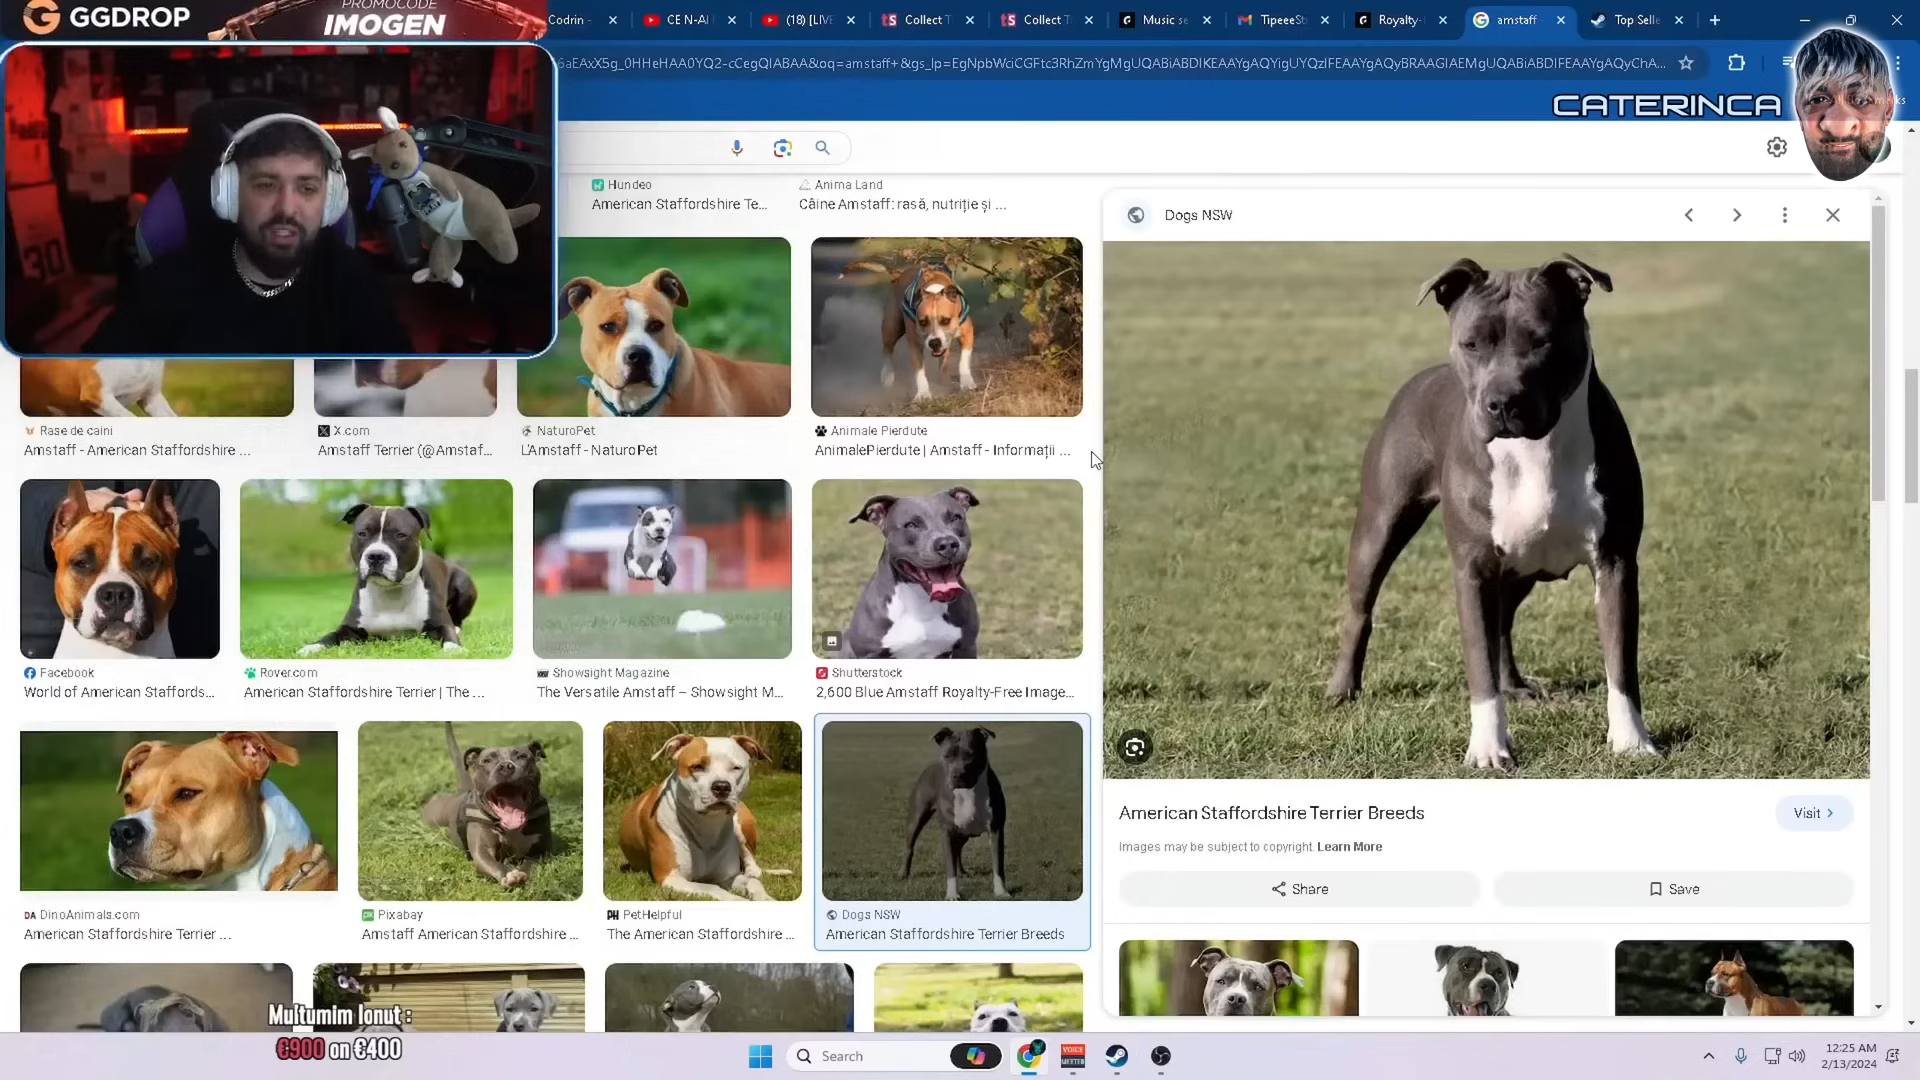 GGDROP
PROMOCODE
IMOGEN
Codrin -
CE N-AI
(18) [LIVE
Collect T
Collect T
Music se
TipeeeSt
Royalty-
amstaff
Top Selle
CATERINCA
Hundeo
American Staffordshire Te...
Anima Land
Câine Amstaff: rasă, nutriție și ...
Dogs NSW
Rase de caini
Amstaff - American Staffordshire ...
X.com
Amstaff Terrier (@Amstaf...
NaturoPet
L'Amstaff - NaturoPet
Animale Pierdute
AnimalePierdute | Amstaff - Informații ...
Facebook
World of American Staffords...
Rover.com
American Staffordshire Terrier | The ...
Showsight Magazine
The Versatile Amstaff – Showsight M...
Shutterstock
2,600 Blue Amstaff Royalty-Free Image...
American Staffordshire Terrier Breeds
Visit
Images may be subject to copyright. Learn More
Share
Save
DA DinoAnimals.com
American Staffordshire Terrier ...
Pixabay
Amstaff American Staffordshire ...
PH PetHelpful
The American Staffordshire ...
Dogs NSW
American Staffordshire Terrier Breeds
Multumim Ionut :
€900 on €400
Search
VOICE
MEETER
12:25 AM
2/13/2024